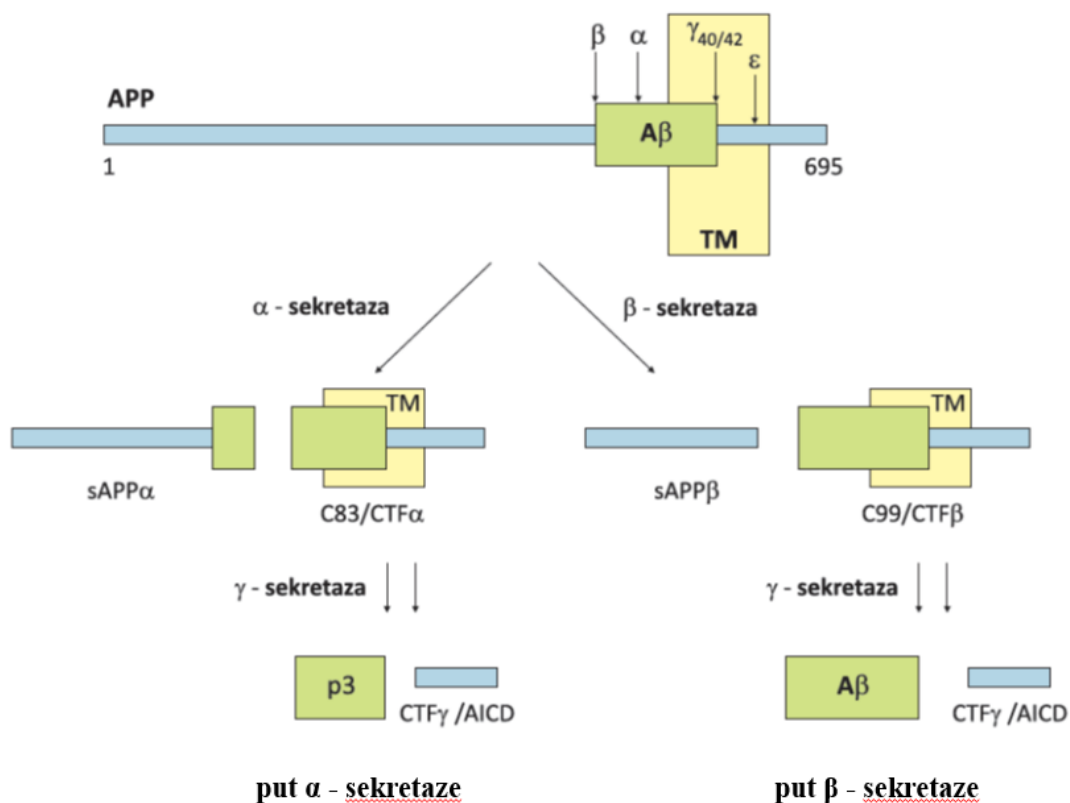 β α γ40/42
ε
APP
Aβ
1 695
TM
α - sekretaza β - sekretaza
TM TM
sAPPα sAPPβ
C83/CTFα C99/CTFβ
γ - sekretaza γ - sekretaza
p3 Aβ
CTFγ /AICD CTFγ /AICD
put α - sekretaze put β - sekretaze